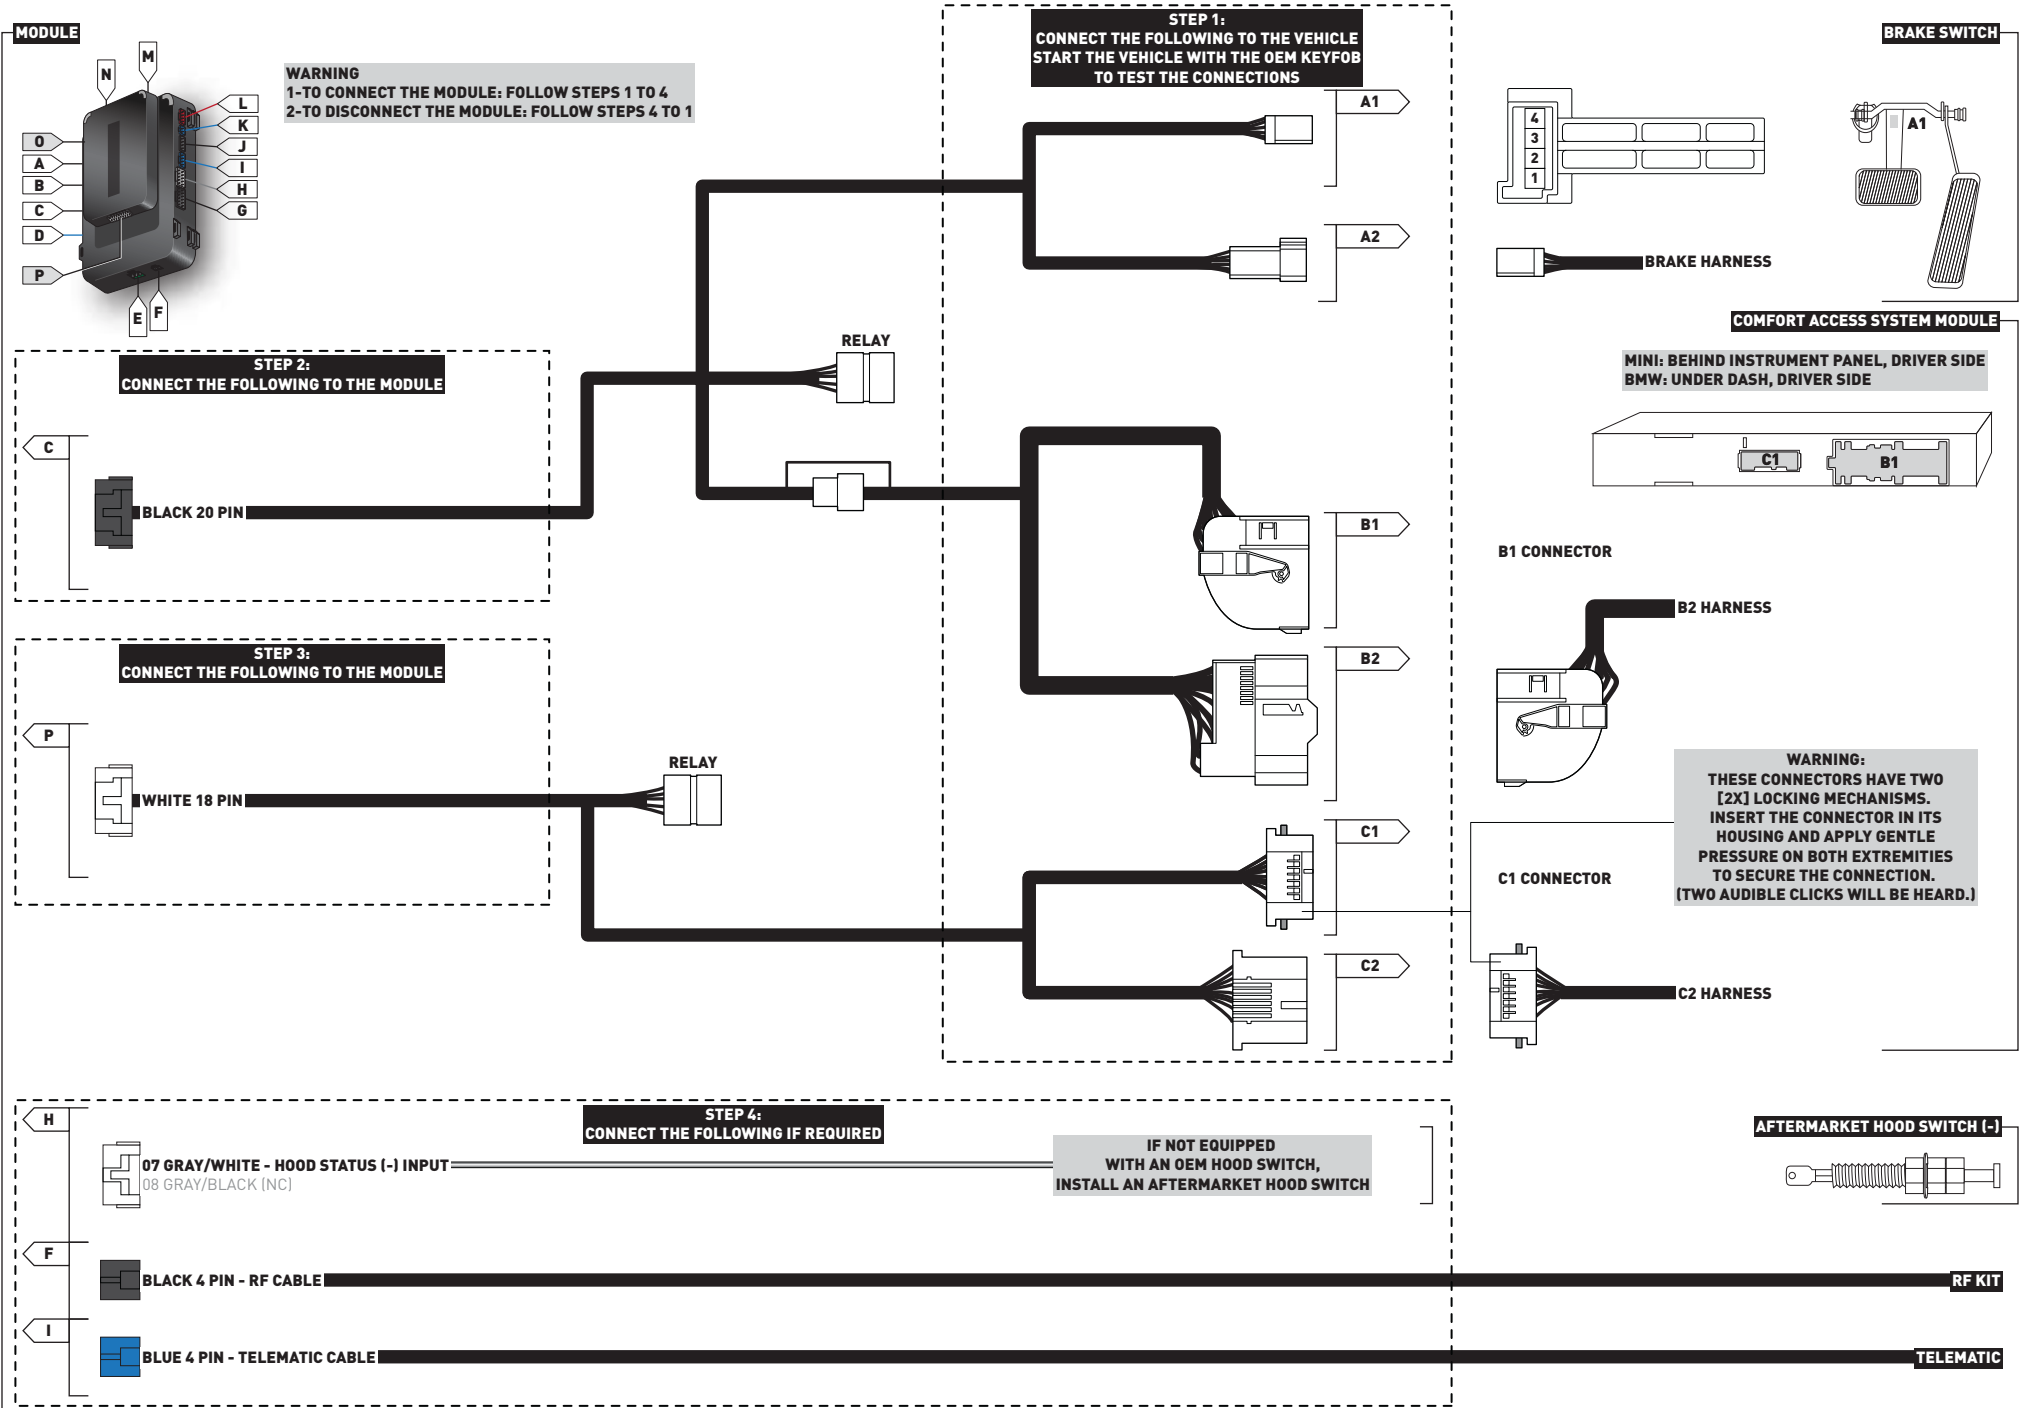 MODULE
N
M
L
K
J
I
H
G
O
A
B
C
D
P
E
F
WARNING
1-TO CONNECT THE MODULE: FOLLOW STEPS 1 TO 4
2-TO DISCONNECT THE MODULE: FOLLOW STEPS 4 TO 1
STEP 1:
CONNECT THE FOLLOWING TO THE VEHICLE
START THE VEHICLE WITH THE OEM KEYFOB
TO TEST THE CONNECTIONS
A1
A2
BRAKE SWITCH
4
3
2
1
A1
BRAKE HARNESS
COMFORT ACCESS SYSTEM MODULE
MINI: BEHIND INSTRUMENT PANEL, DRIVER SIDE
BMW: UNDER DASH, DRIVER SIDE
C1
B1
STEP 2:
CONNECT THE FOLLOWING TO THE MODULE
C
BLACK 20 PIN
RELAY
B1
B1 CONNECTOR
B2 HARNESS
B2
STEP 3:
CONNECT THE FOLLOWING TO THE MODULE
P
WHITE 18 PIN
RELAY
WARNING:
THESE CONNECTORS HAVE TWO
[2X] LOCKING MECHANISMS.
INSERT THE CONNECTOR IN ITS
HOUSING AND APPLY GENTLE
PRESSURE ON BOTH EXTREMITIES
TO SECURE THE CONNECTION.
(TWO AUDIBLE CLICKS WILL BE HEARD.)
C1
C1 CONNECTOR
C2
C2 HARNESS
STEP 4:
CONNECT THE FOLLOWING IF REQUIRED
H
07 GRAY/WHITE - HOOD STATUS (-) INPUT
08 GRAY/BLACK (NC)
IF NOT EQUIPPED
WITH AN OEM HOOD SWITCH,
INSTALL AN AFTERMARKET HOOD SWITCH
AFTERMARKET HOOD SWITCH (-)
F
BLACK 4 PIN - RF CABLE
RF KIT
I
BLUE 4 PIN - TELEMATIC CABLE
TELEMATIC